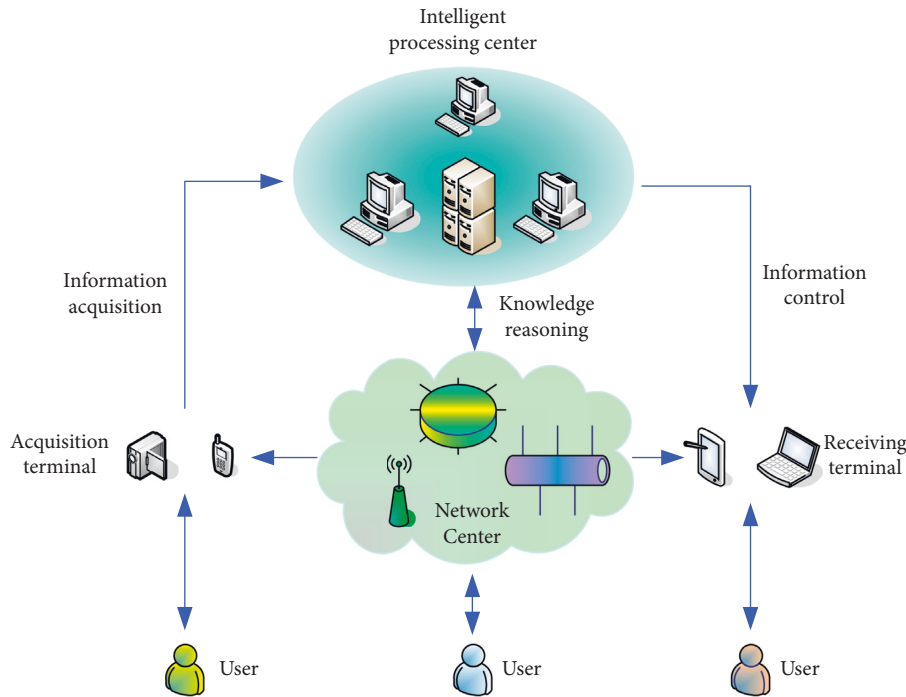 Intelligent
processing center
Information
acquisition
Information
control
Knowledge
reasoning
Acquisition
terminal
Receiving
terminal
Network
Center
User
User
User